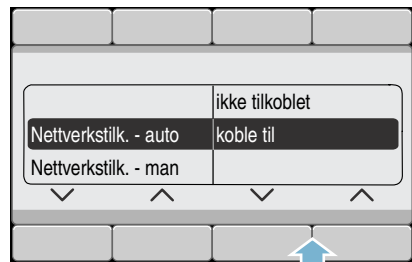 ikke tilkoblet
Nettverkstilk. - auto koble til
Nettverkstilk. - man